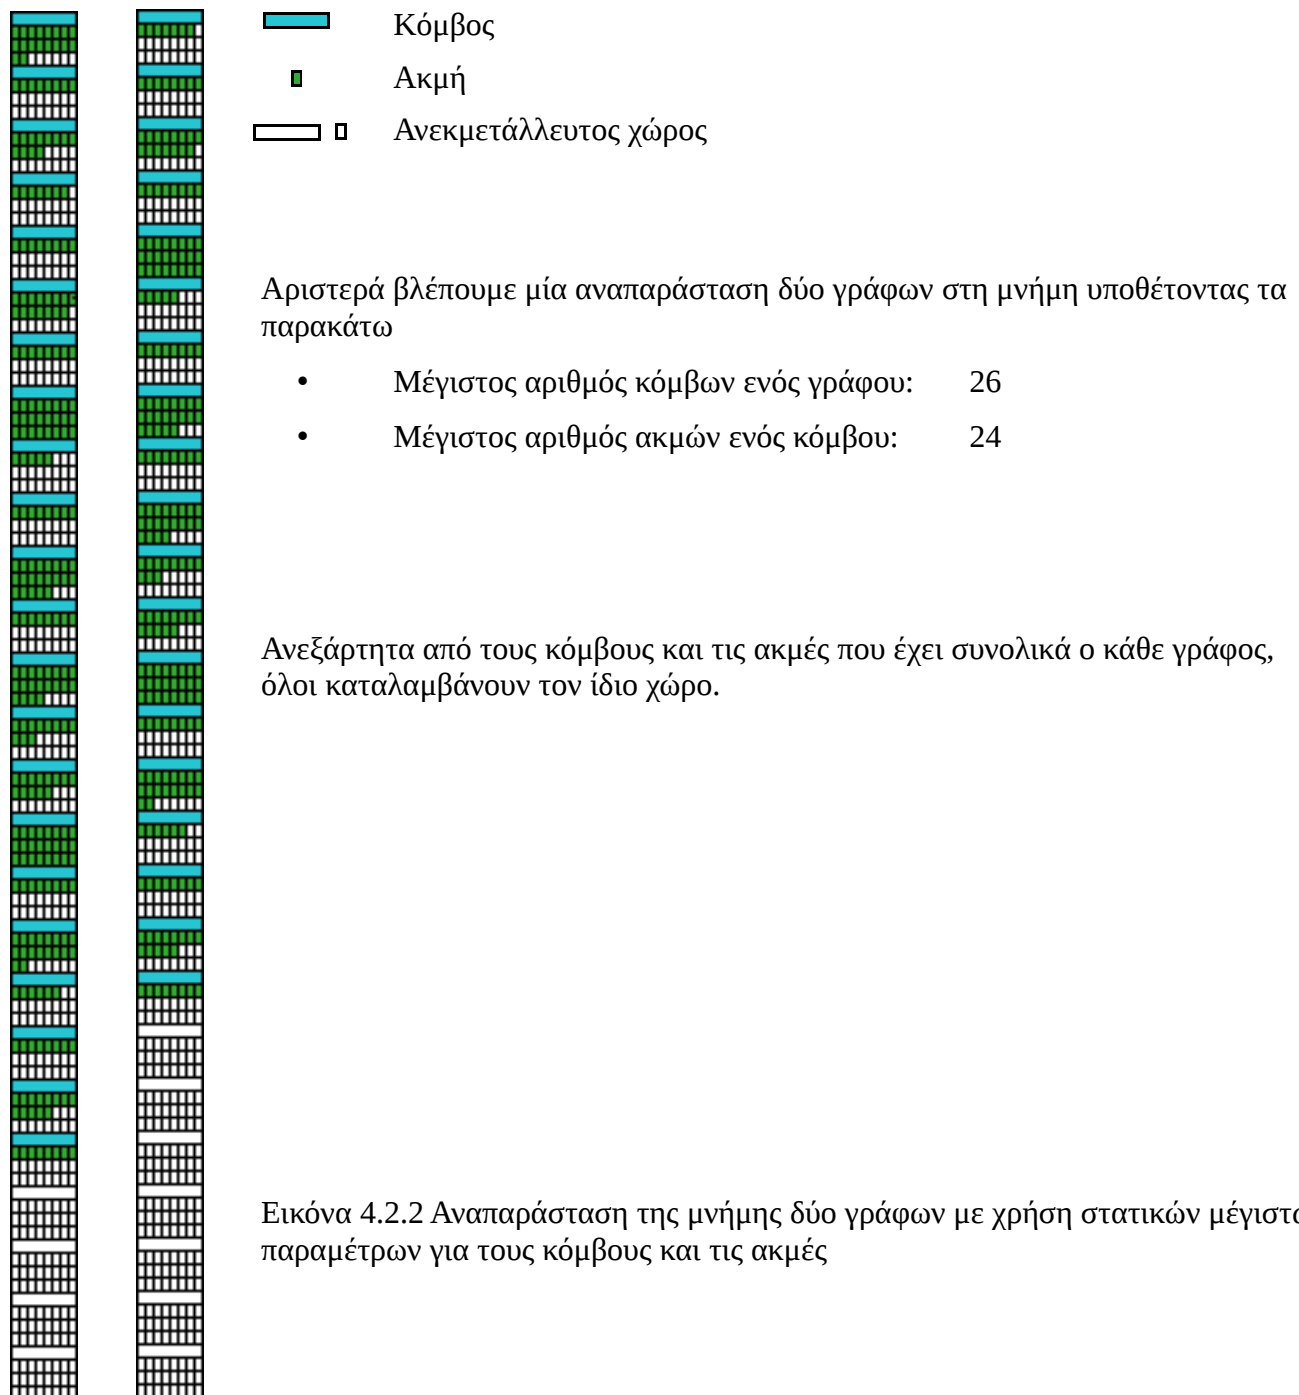 Κόμβος
Ακμή
Ανεκμετάλλευτος χώρος
Αριστερά βλέπουμε μία αναπαράσταση δύο γράφων στη μνήμη υποθέτοντας τα
παρακάτω
• Μέγιστος αριθμός κόμβων ενός γράφου: 26
• Μέγιστος αριθμός ακμών ενός κόμβου: 24
Ανεξάρτητα από τους κόμβους και τις ακμές που έχει συνολικά ο κάθε γράφος,
όλοι καταλαμβάνουν τον ίδιο χώρο.
Εικόνα 4.2.2 Αναπαράσταση της μνήμης δύο γράφων με χρήση στατικών
παραμέτρων για τους κόμβους και τις ακμές